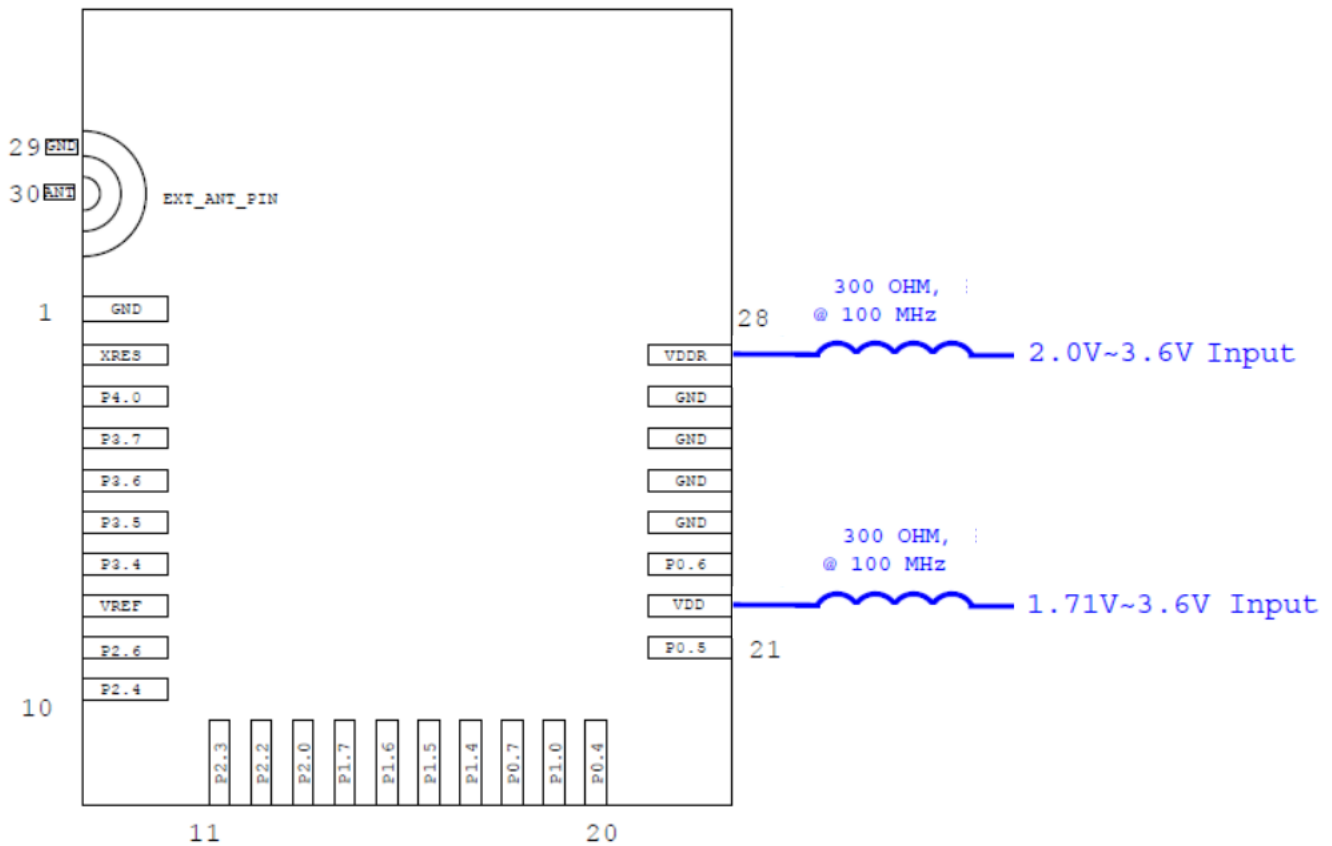 29 GND
30 ANT
EXT_ANT_PIN
1
GND
XRES
P4.0
P3.7
P3.6
P3.5
P3.4
VREF
P2.6
P2.4
10
P2.3
P2.2
P2.0
P1.7
P1.6
P1.5
P1.4
P0.7
P1.0
P0.4
11
20
28
VDDR
GND
GND
GND
GND
P0.6
VDD
P0.5
21
300 OHM,
@ 100 MHz
2.0V~3.6V Input
300 OHM,
@ 100 MHz
1.71V~3.6V Input